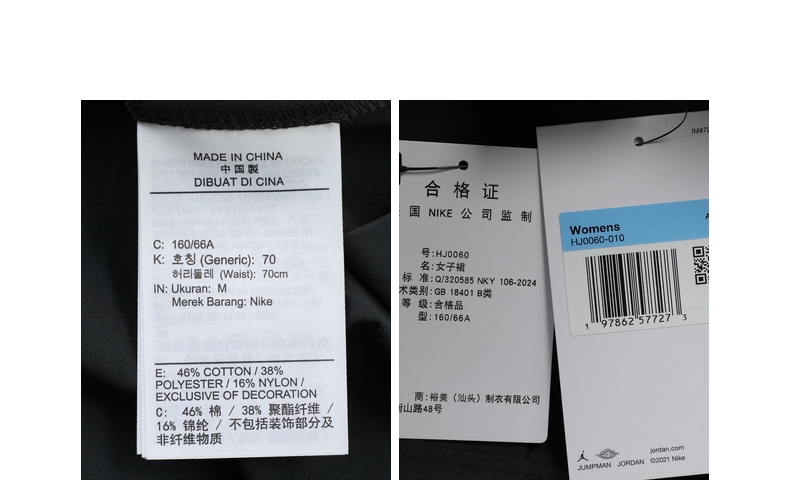 MADE IN CHINA
中國製
DIBUAT DI CINA
C: 160/66A
K: 호칭 (Generic): 70
허리둘레 (Waist): 70cm
IN: Ukuran: M
Merek Barang: Nike
E: 46% COTTON / 38%
POLYESTER / 16% NYLON /
EXCLUSIVE OF DECORATION
C: 46% 棉 / 38% 聚酯纤维 /
16% 锦纶 / 不包括装饰部分及
非纤维物质
合格证
国 NIKE 公司监制
号:HJ0060
名:女子裙
标 准:Q/320585 NKY 106-2024
术类别:GB 18401 B类
等 级:合格品
型:160/66A
商:裕美（汕头）制衣有限公司
山路48号
IM#72
Womens
HJ0060-010
1 97862 57727 3
JUMPMAN JORDAN
jordan.com
©2021 Nike